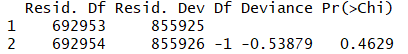 Resid. Df Resid. Dev Df Deviance Pr(>Chi)
1 692953 855925
2 692954 855926 -1 -0.53879 0.4629